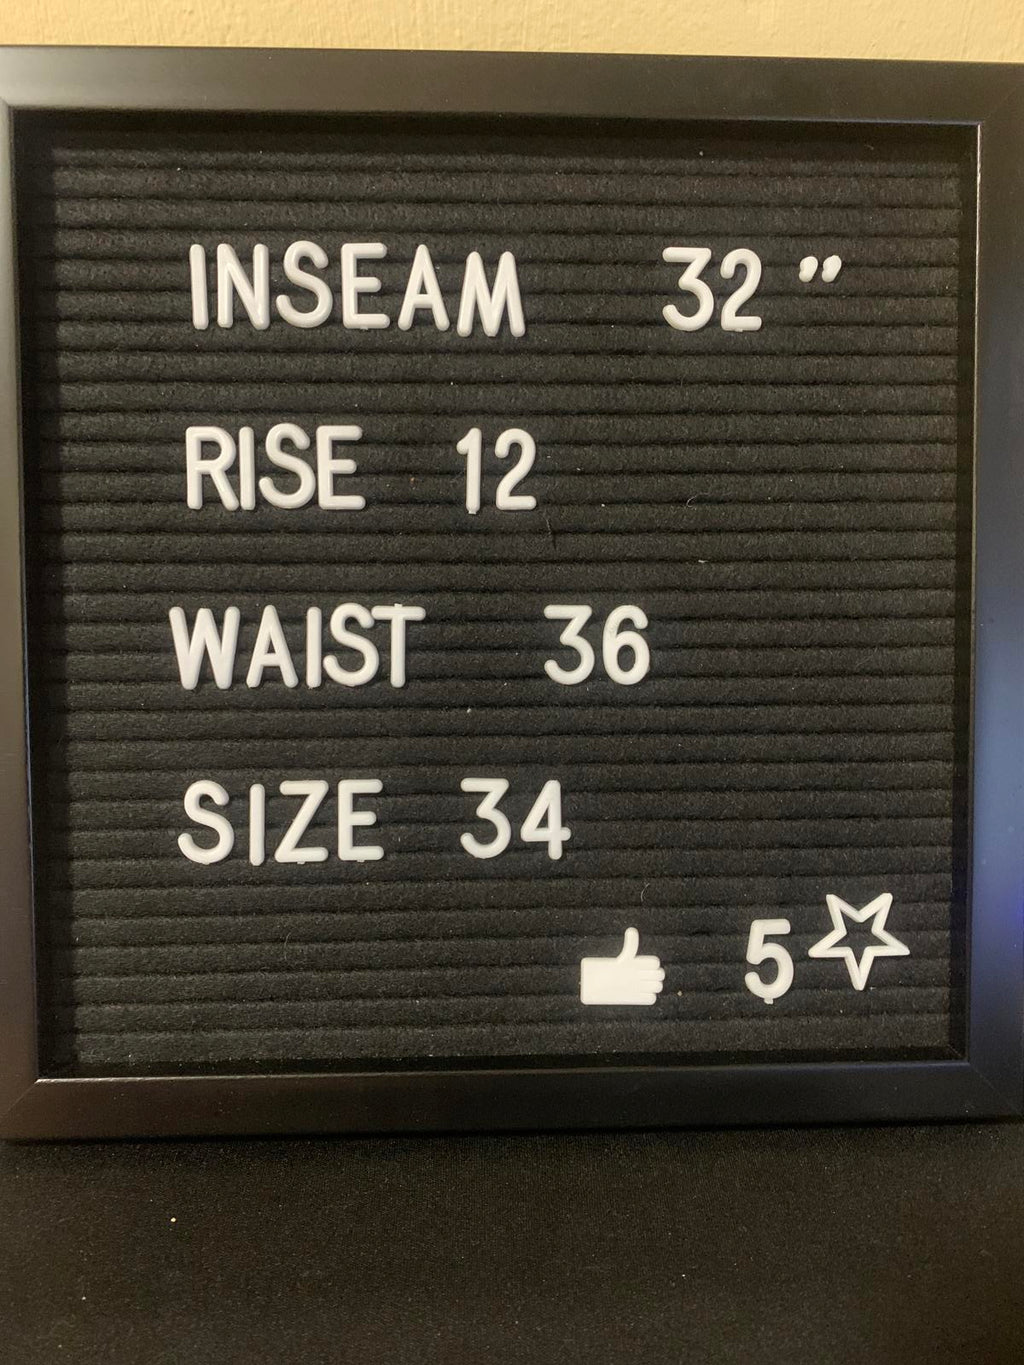 INSEAM 32"
RISE 12
WAIST 36
SIZE 34
5